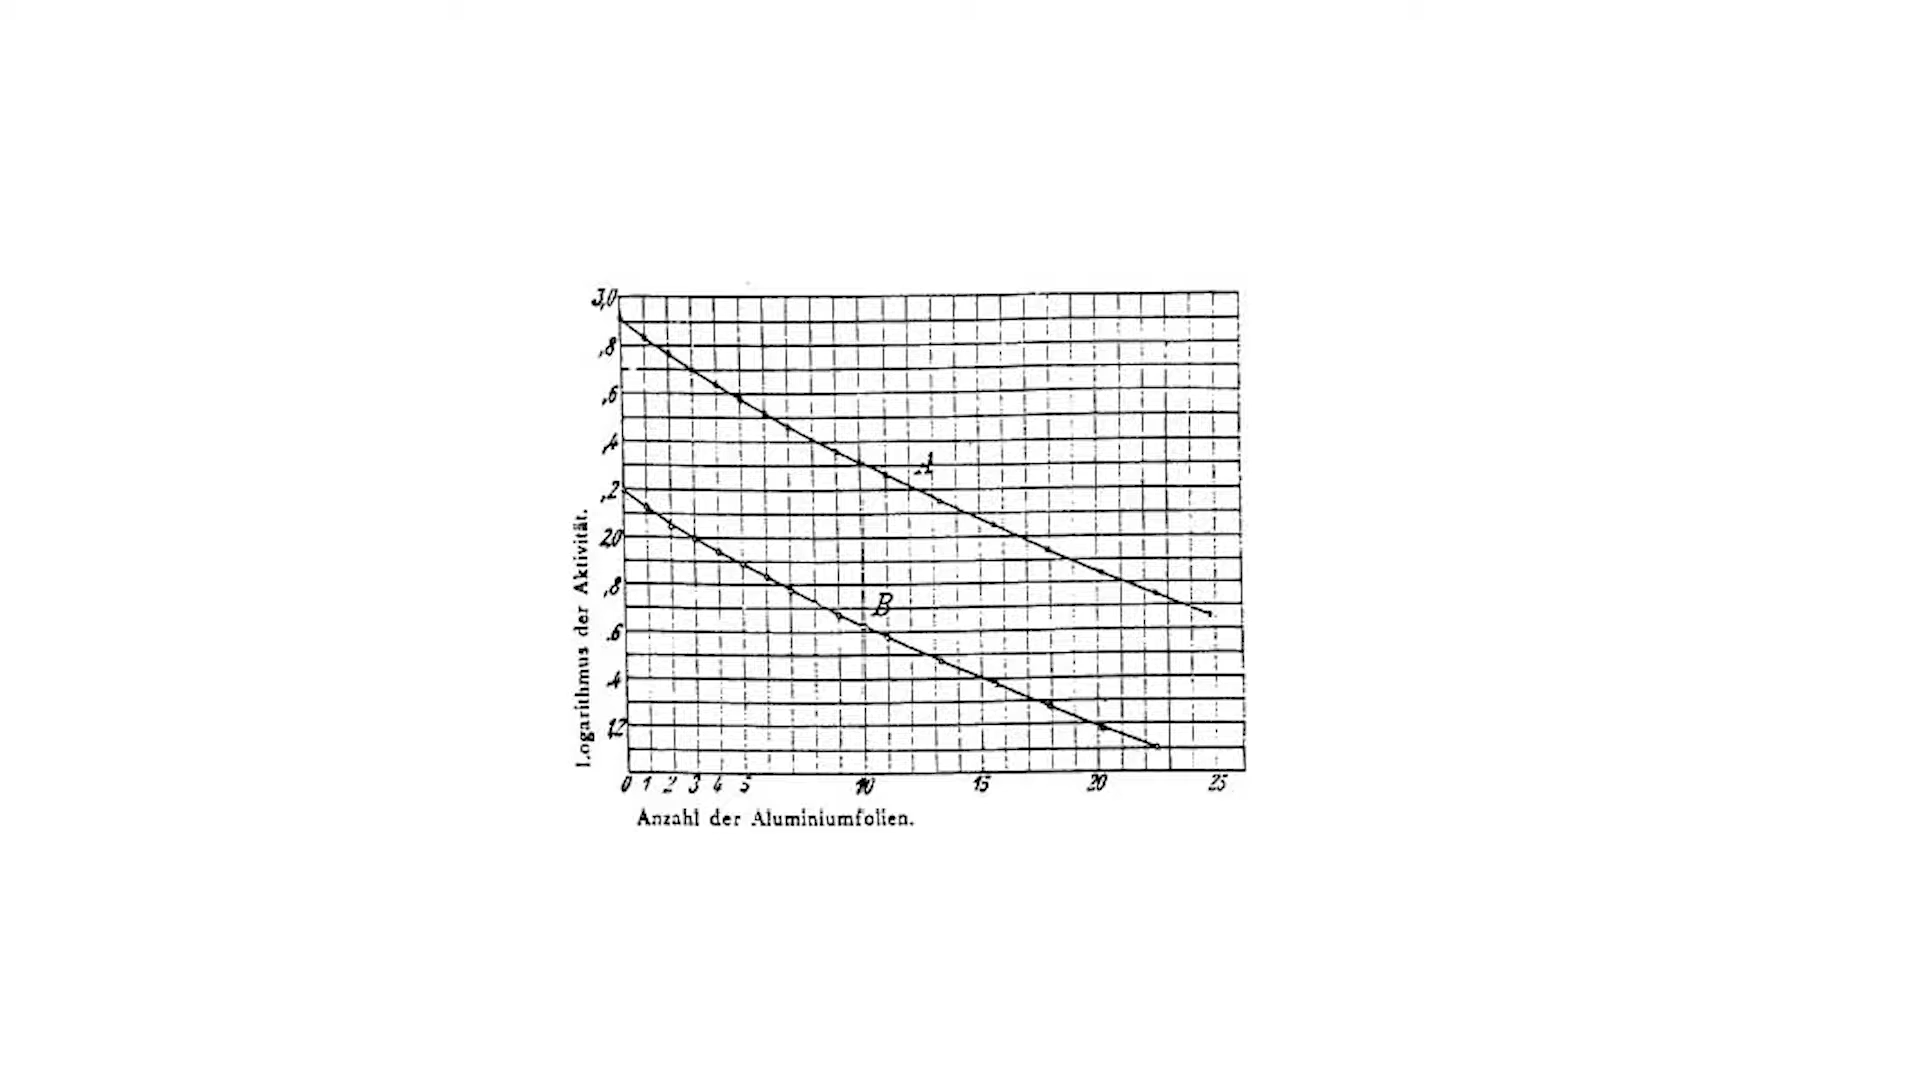 3,0
,8
,6
,4
,2
2,0
,8
,6
,4
1,2
A
B
Logarithmus der Aktivität.
0 1 2 3 4 5 10 15 20 25
Anzahl der Aluminiumfolien.